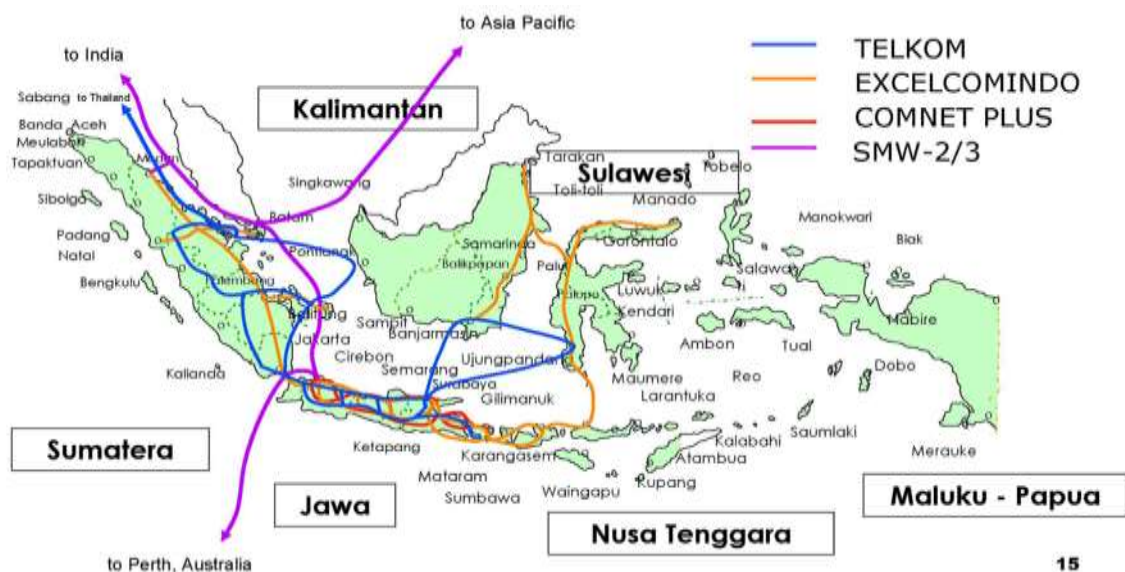 to Asia Pacific
to India
TELKOM
EXCELCOMINDO
COMNET PLUS
SMW-2/3
Sabang
to Thailand
Kalimantan
Banda Aceh
Meulaboh
Tapaktuan
Medan
Tarakan
Tobelo
Sulawesi
Singkawang
Toli-toli
Sibolga
Manado
Batam
Manokwari
Padang
Pontianak
Samarinda
Gorontalo
Biak
Natal
Balikpapan
Palu
Salawati
Bengkulu
Palembang
Palopo
Luwuk
Belitung
Sampit
Kendari
Nabire
Jakarta
Banjarmasin
Ambon
Tual
Cirebon
Ujungpandang
Kalianda
Semarang
Maumere
Reo
Dobo
Surabaya
Gilimanuk
Larantuka
Saumlaki
Sumatera
Ketapang
Karangasem
Kalabahi
Merauke
Atambua
Mataram
Waingapu
Kupang
Jawa
Sumbawa
Maluku - Papua
Nusa Tenggara
to Perth, Australia
15